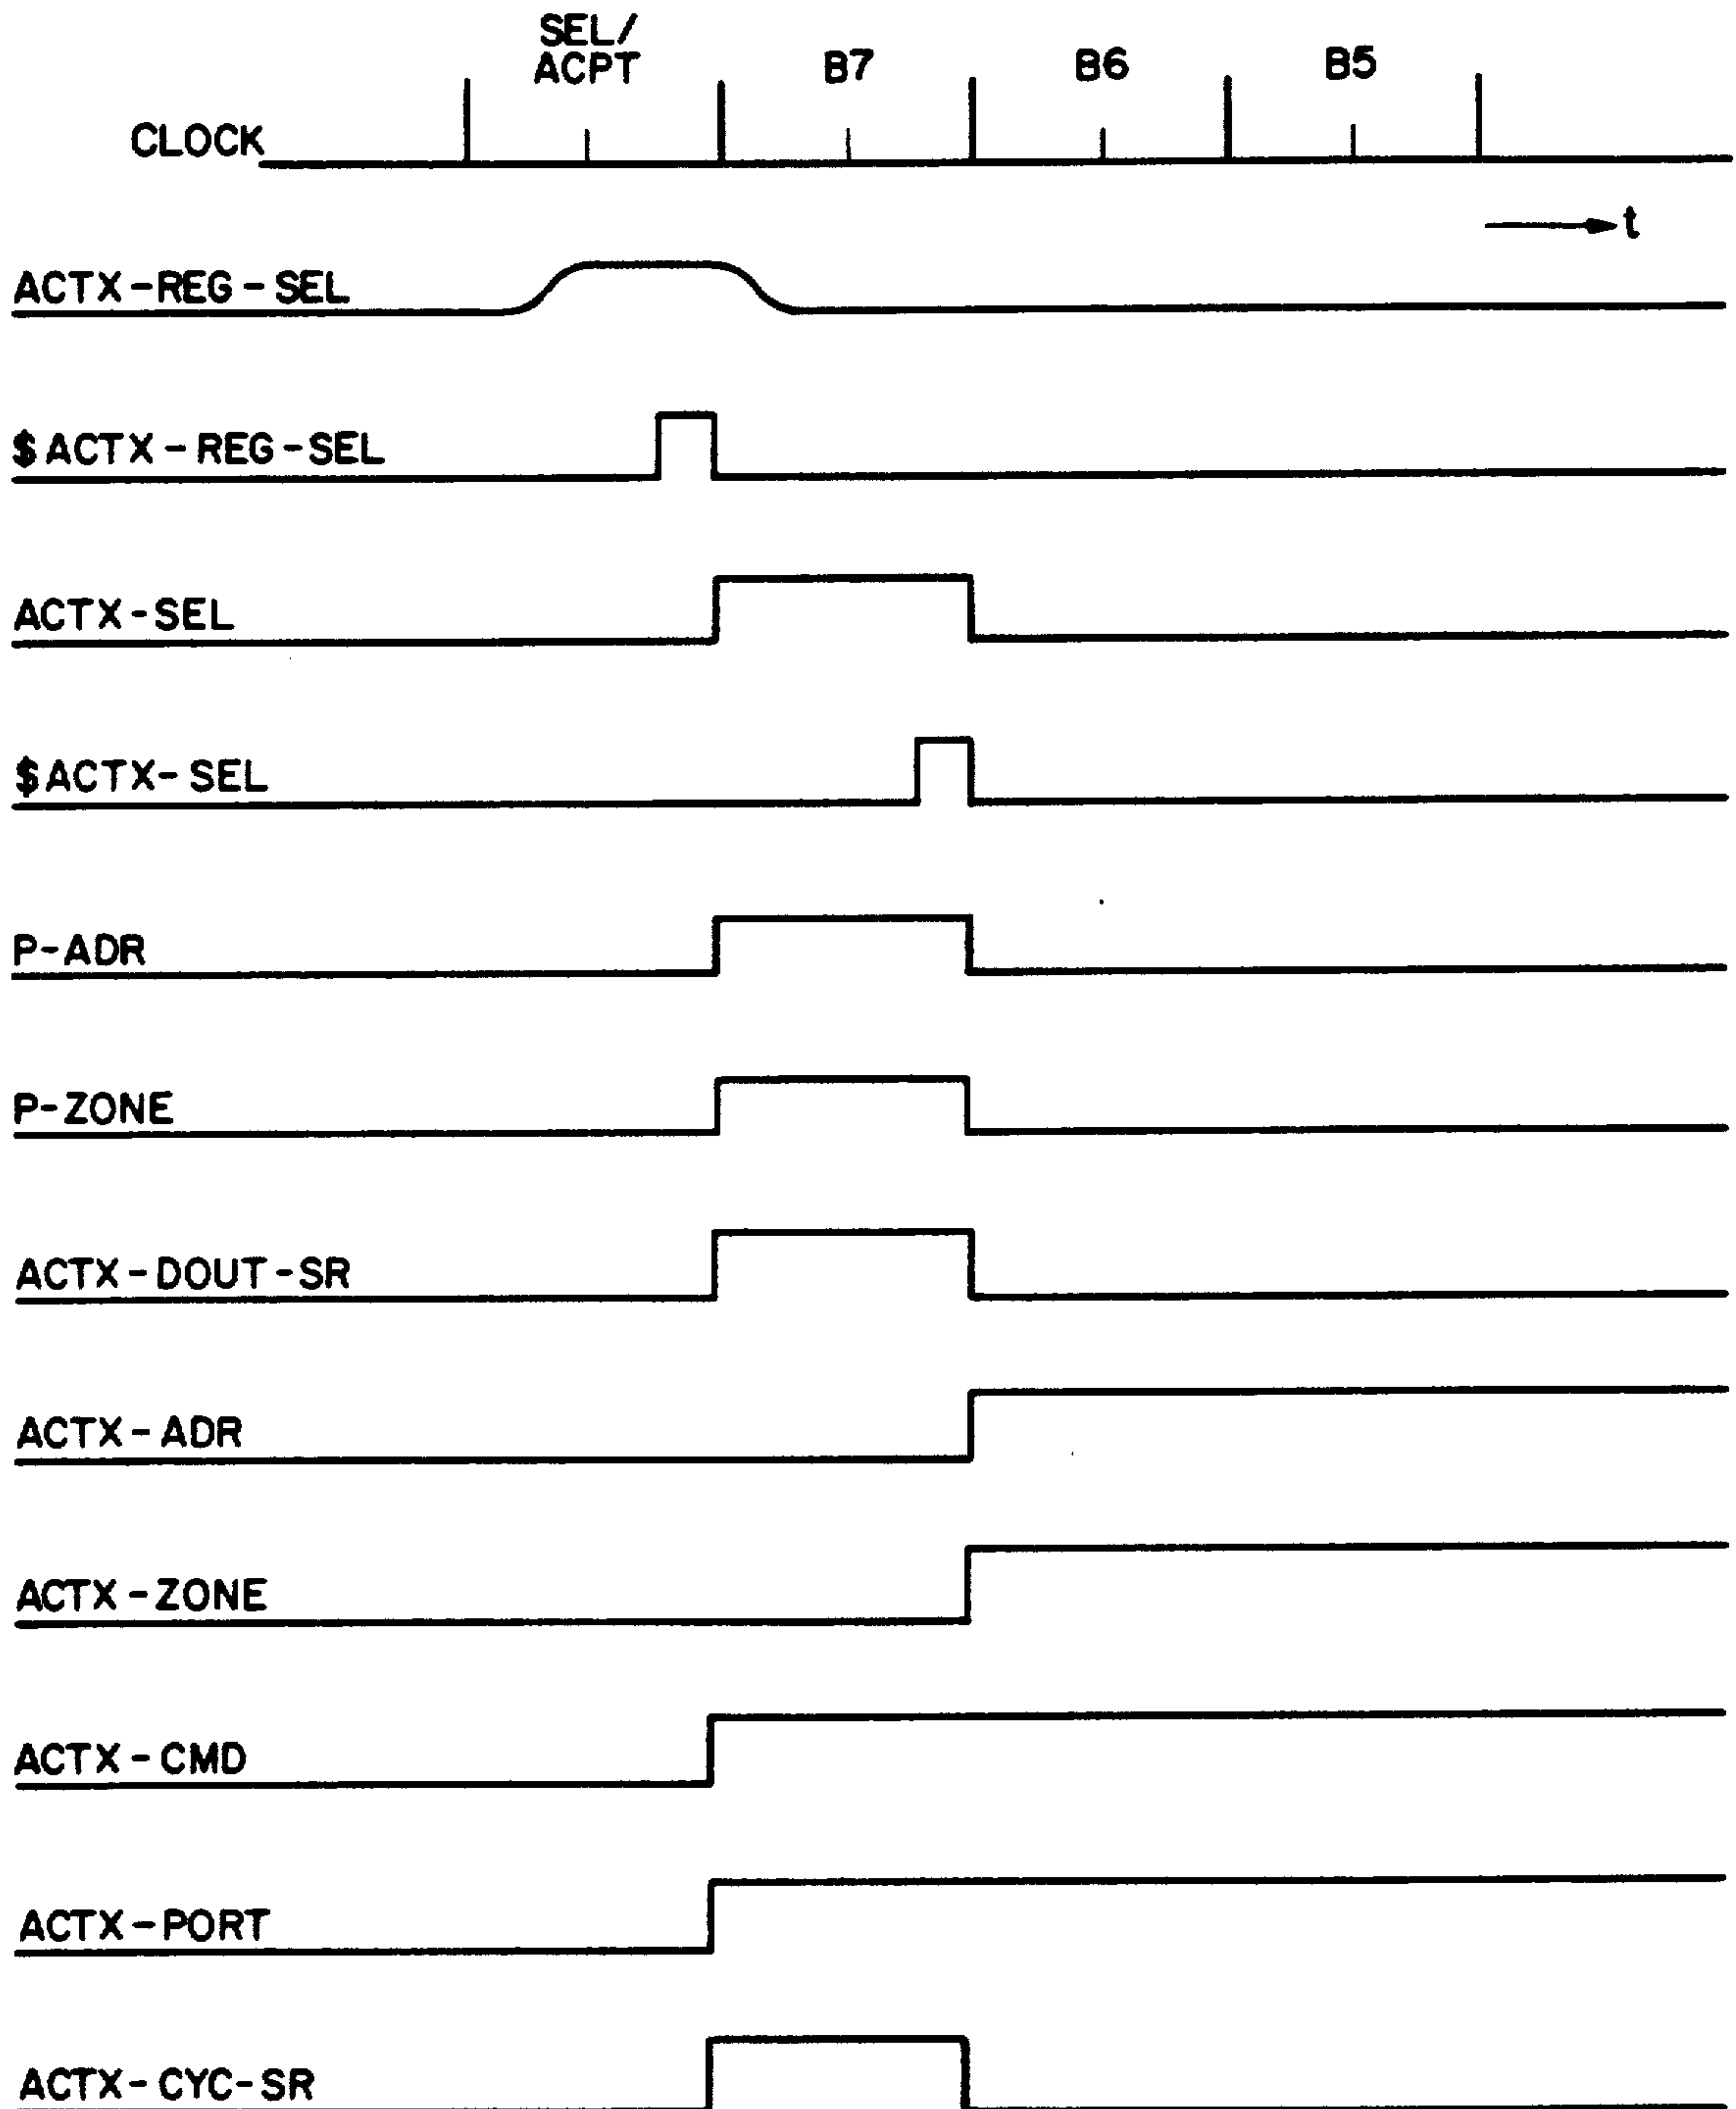 SEL/
ACPT
B7
B6
B5
CLOCK
t
ACTX-REG-SEL
$ACTX-REG-SEL
ACTX-SEL
$ACTX-SEL
P-ADR
P-ZONE
ACTX-DOUT-SR
ACTX-ADR
ACTX-ZONE
ACTX-CMD
ACTX-PORT
ACTX-CYC-SR